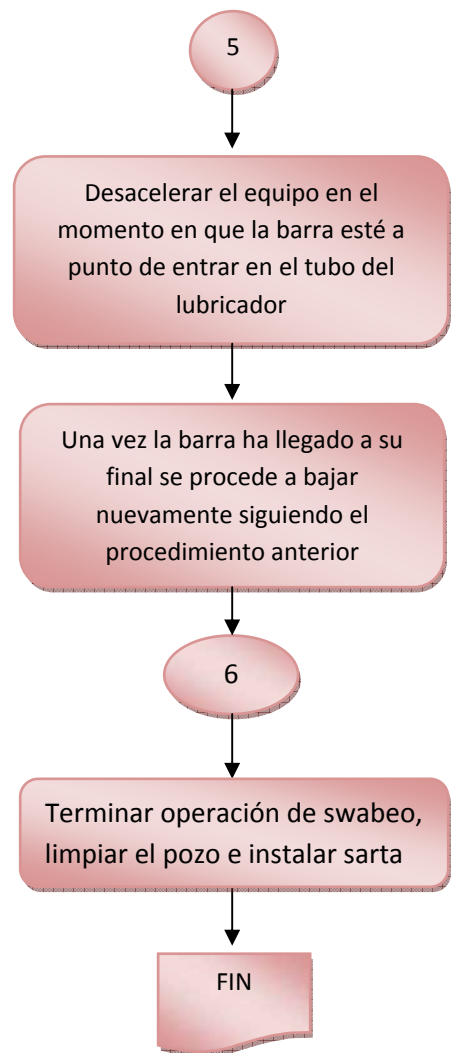 5
Desacelerar el equipo en el
momento en que la barra esté a
punto de entrar en el tubo del
lubricador
Una vez la barra ha llegado a su
final se procede a bajar
nuevamente siguiendo el
procedimiento anterior
6
Terminar operación de swabeo,
limpiar el pozo e instalar sarta
FIN